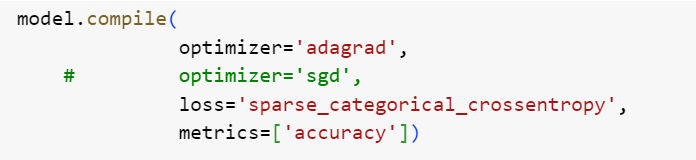 model.compile(
optimizer='adagrad',
# optimizer='sgd',
loss='sparse_categorical_crossentropy',
metrics=['accuracy'])